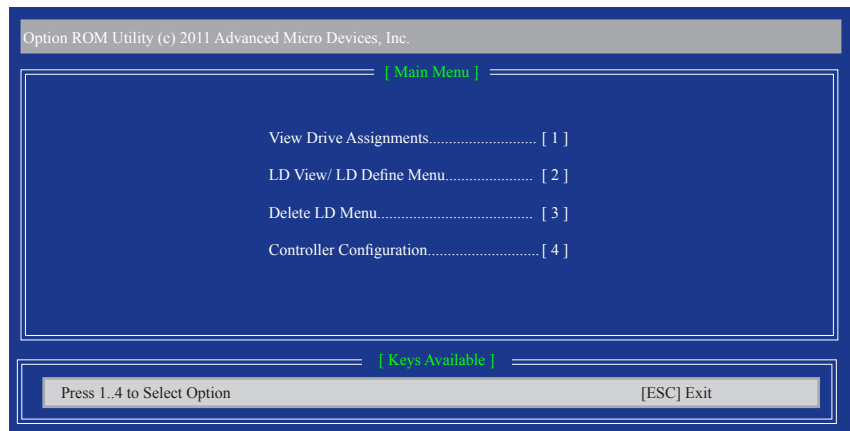 Option ROM Utility (c) 2011 Advanced Micro Devices, Inc.
[ Main Menu ]
View Drive Assignments........................... [ 1 ]
LD View/ LD Define Menu...................... [ 2 ]
Delete LD Menu....................................... [ 3 ]
Controller Configuration............................[ 4 ]
[ Keys Available ]
Press 1..4 to Select Option [ESC] Exit